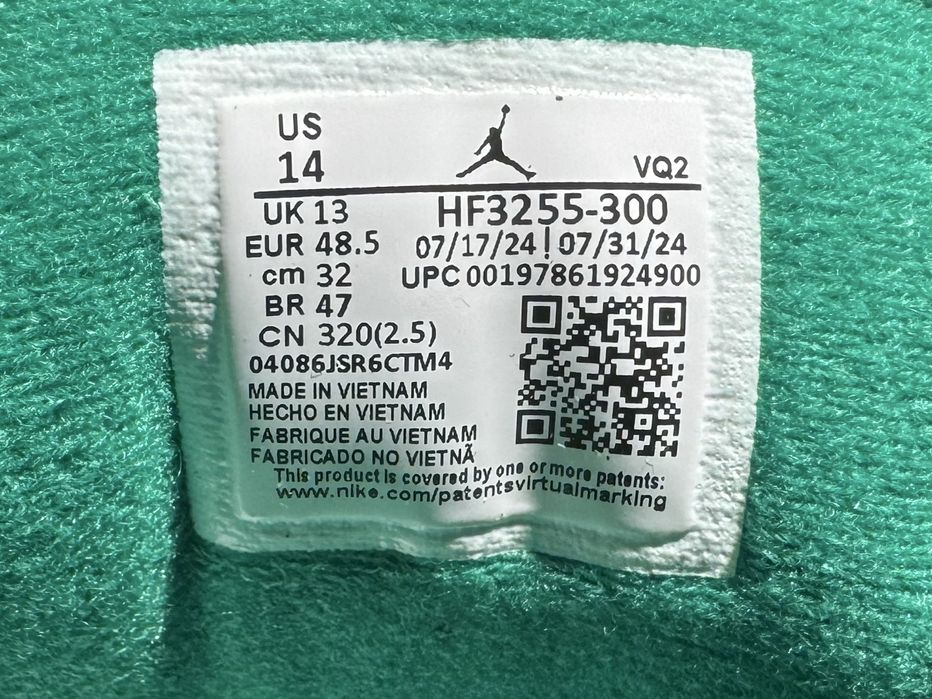 US
14
VQ2
UK 13
HF3255-300
EUR 48.5
07/17/24 | 07/31/24
cm 32
UPC 00197861924900
BR 47
CN 320(2.5)
04086JSR6CTM4
MADE IN VIETNAM
HECHO EN VIETNAM
FABRIQUE AU VIETNAM
FABRICADO NO VIETNÃ
This product is covered by one or more patents:
www.nike.com/patentsvirtualmarking